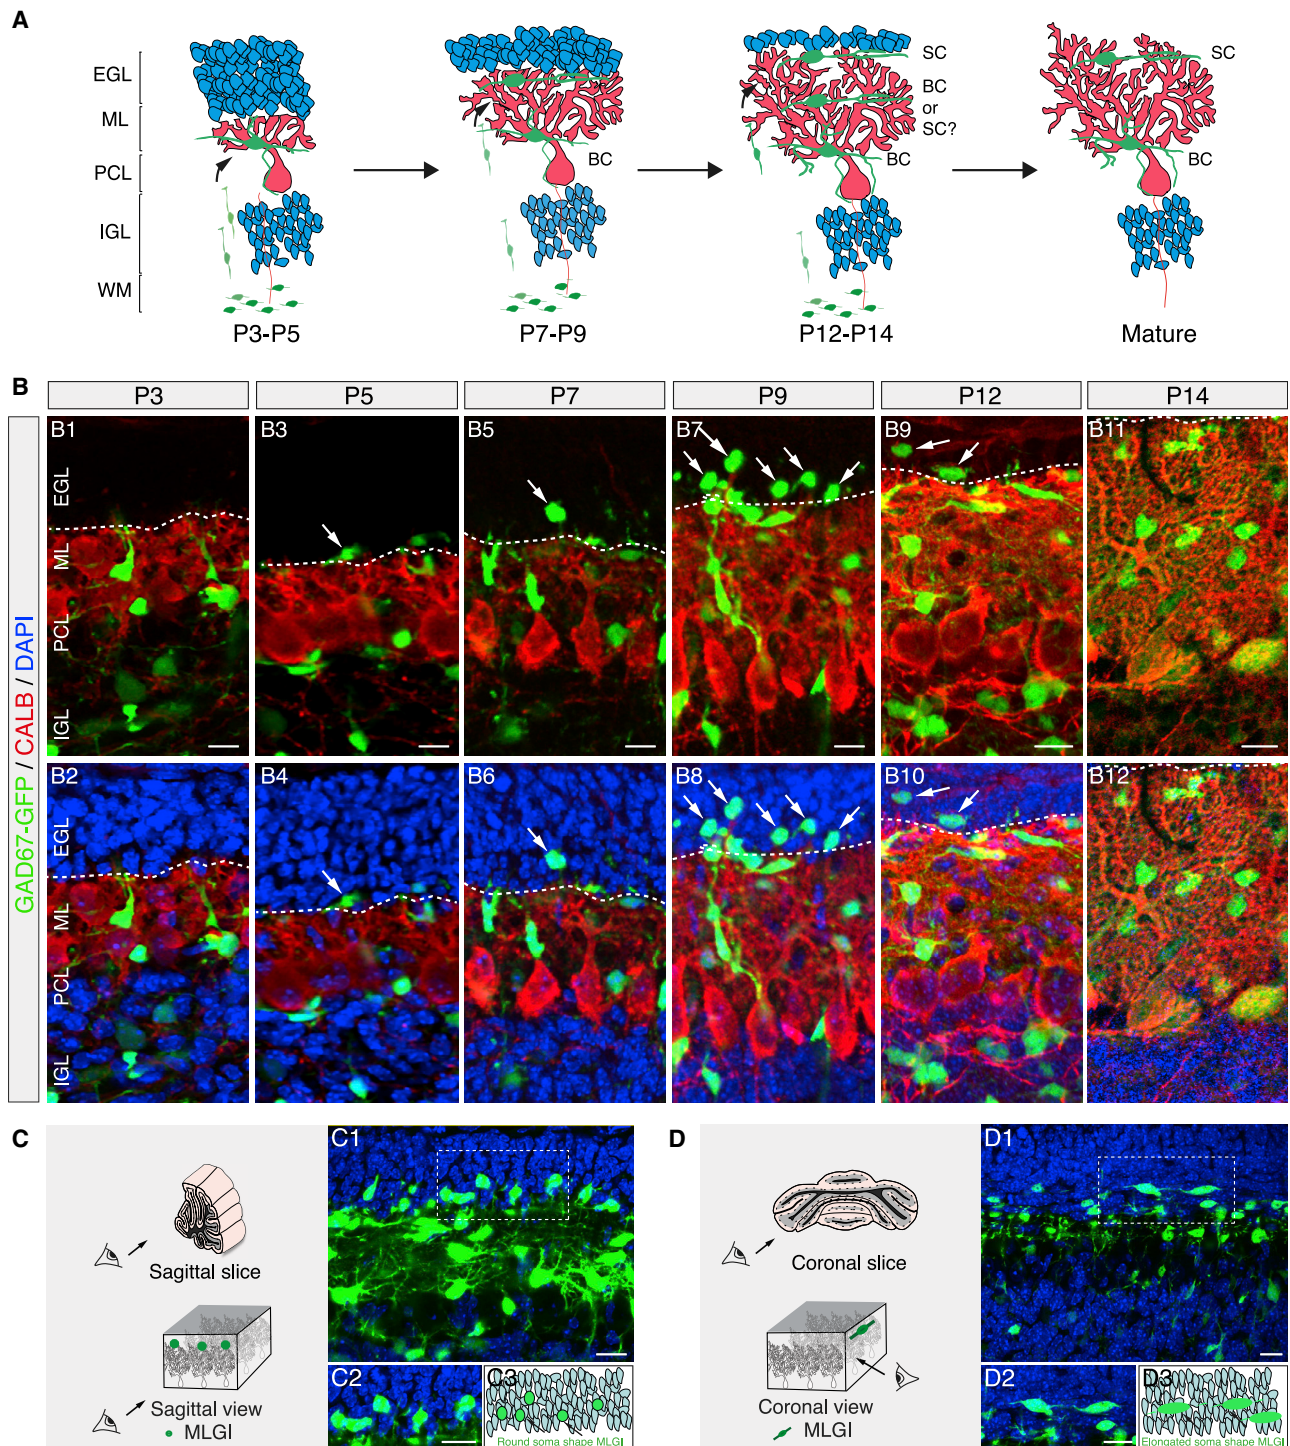 A
EGL
ML
PCL
IGL
WM
BC
SC
BC
or
SC?
BC
SC
BC
P3-P5
P7-P9
P12-P14
Mature
B
P3
P5
P7
P9
P12
P14
GAD67-GFP / CALB / DAPI
B1
B3
B5
B7
B9
B11
EGL
ML
PCL
IGL
B2
B4
B6
B8
B10
B12
EGL
ML
PCL
IGL
C
Sagittal slice
Sagittal view
MLGI
C1
C2
C3
Round soma shape MLGI
D
Coronal slice
Coronal view
MLGI
D1
D2
D3
Elongated soma shape MLGI